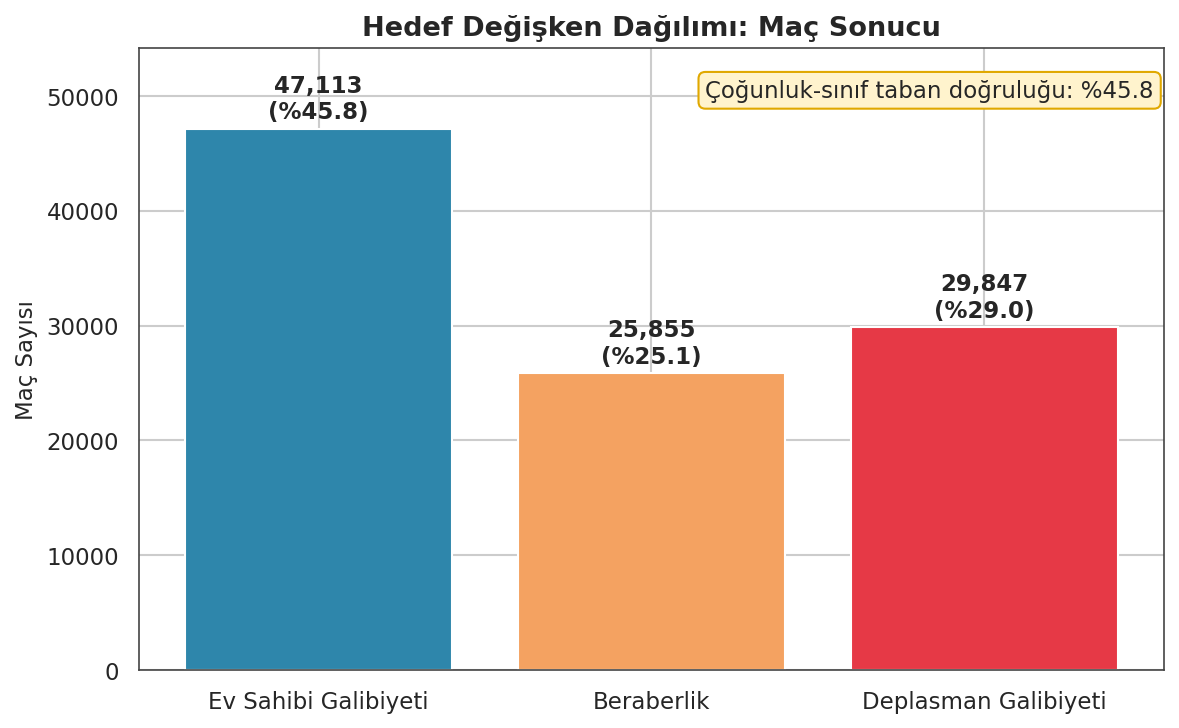 Hedef Değişken Dağılımı: Maç Sonucu
Çoğunluk-sınıf taban doğruluğu: %45.8
Maç Sayısı
50000
40000
30000
20000
10000
0
47,113
(%45.8)
25,855
(%25.1)
29,847
(%29.0)
Ev Sahibi Galibiyeti
Beraberlik
Deplasman Galibiyeti